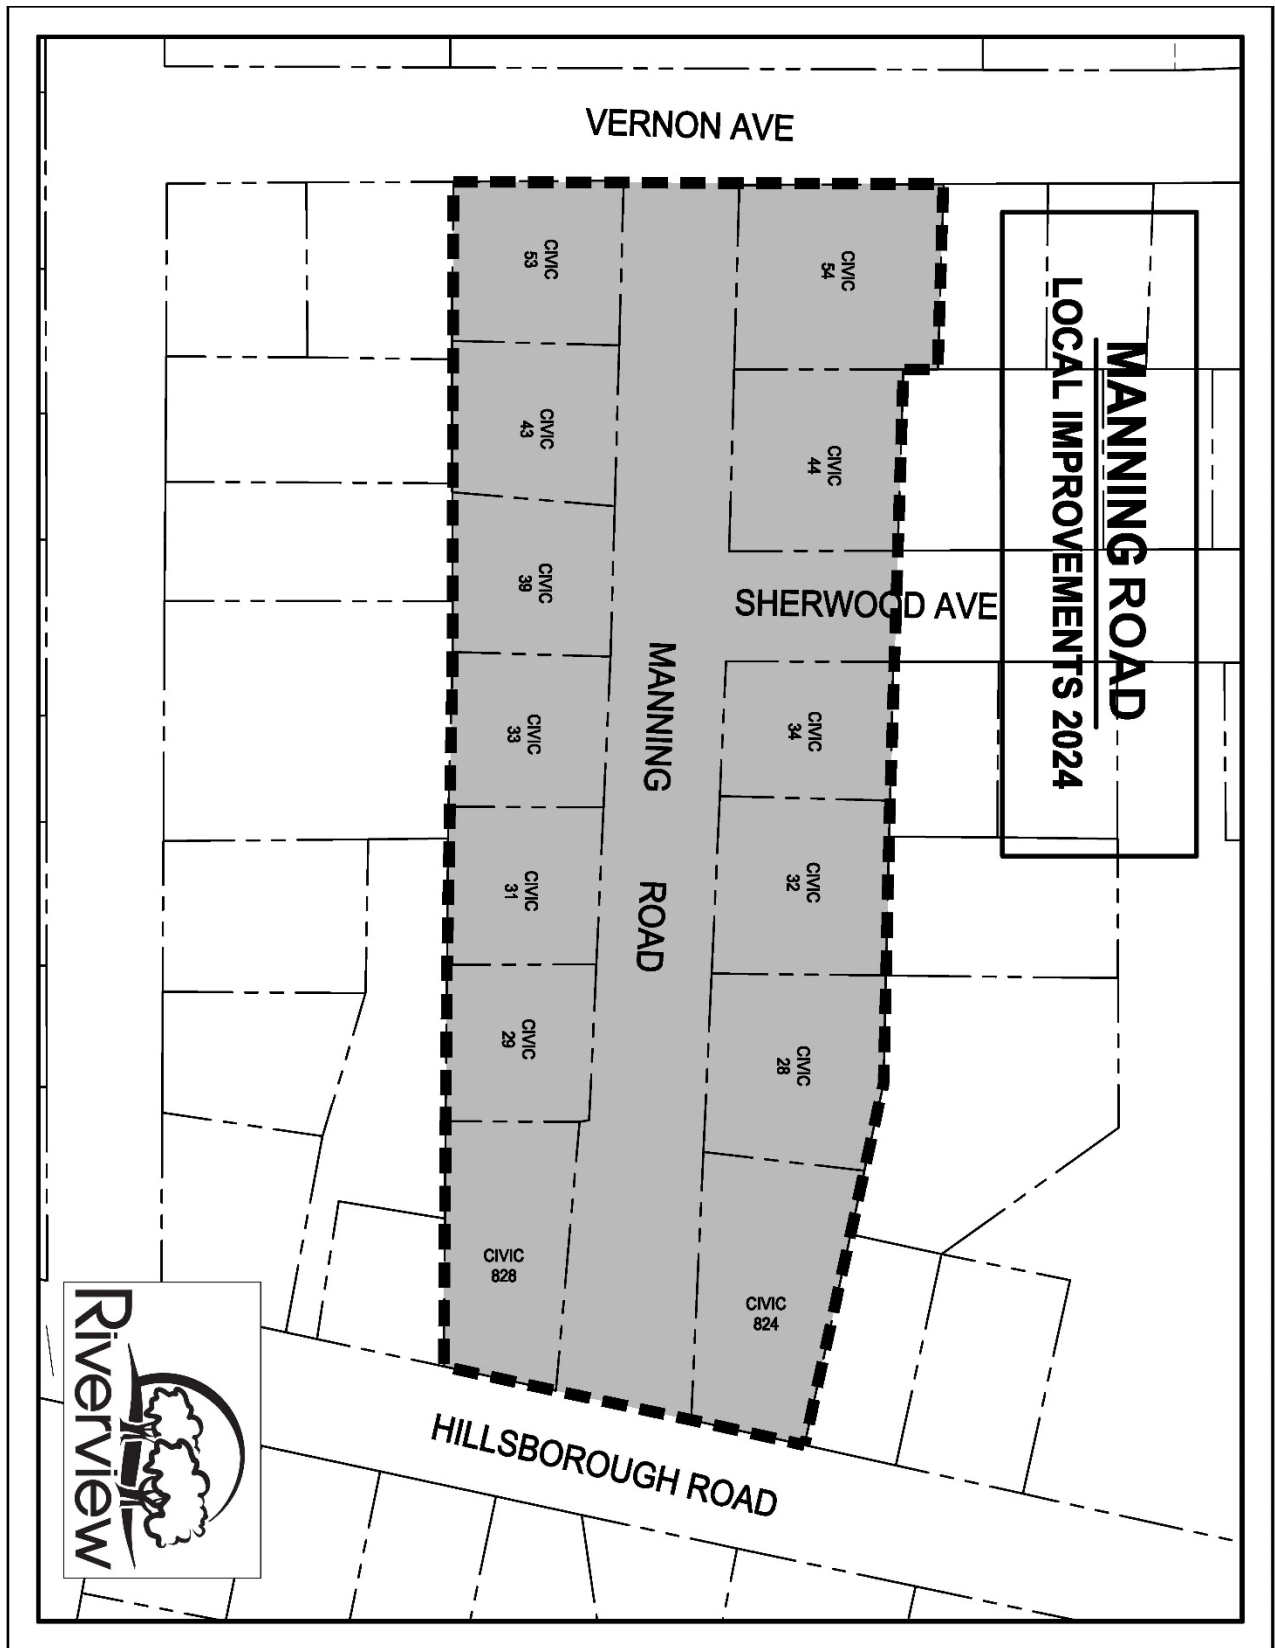 VERNON AVE
MANNING ROAD
LOCAL IMPROVEMENTS 2024
CIVIC
53
CIVIC
54
CIVIC
43
CIVIC
44
CIVIC
39
SHERWOOD AVE
MANNING ROAD
CIVIC
33
CIVIC
34
CIVIC
31
CIVIC
32
CIVIC
29
CIVIC
28
CIVIC
828
CIVIC
824
HILLSBOROUGH ROAD
Riverview